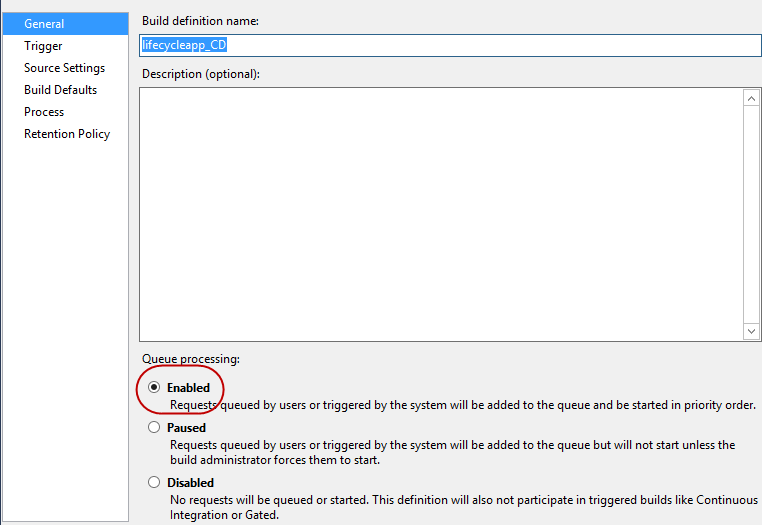 General
Trigger
Source Settings
Build Defaults
Process
Retention Policy
Build definition name:
lifecycleapp_CD
Description (optional):
Queue processing:
Enabled
Requests queued by users or triggered by the system will be added to the queue and be started in priority order.
Paused
Requests queued by users or triggered by the system will be added to the queue but will not start unless the
build administrator forces them to start.
Disabled
No requests will be queued or started. This definition will also not participate in triggered builds like Continuous
Integration or Gated.